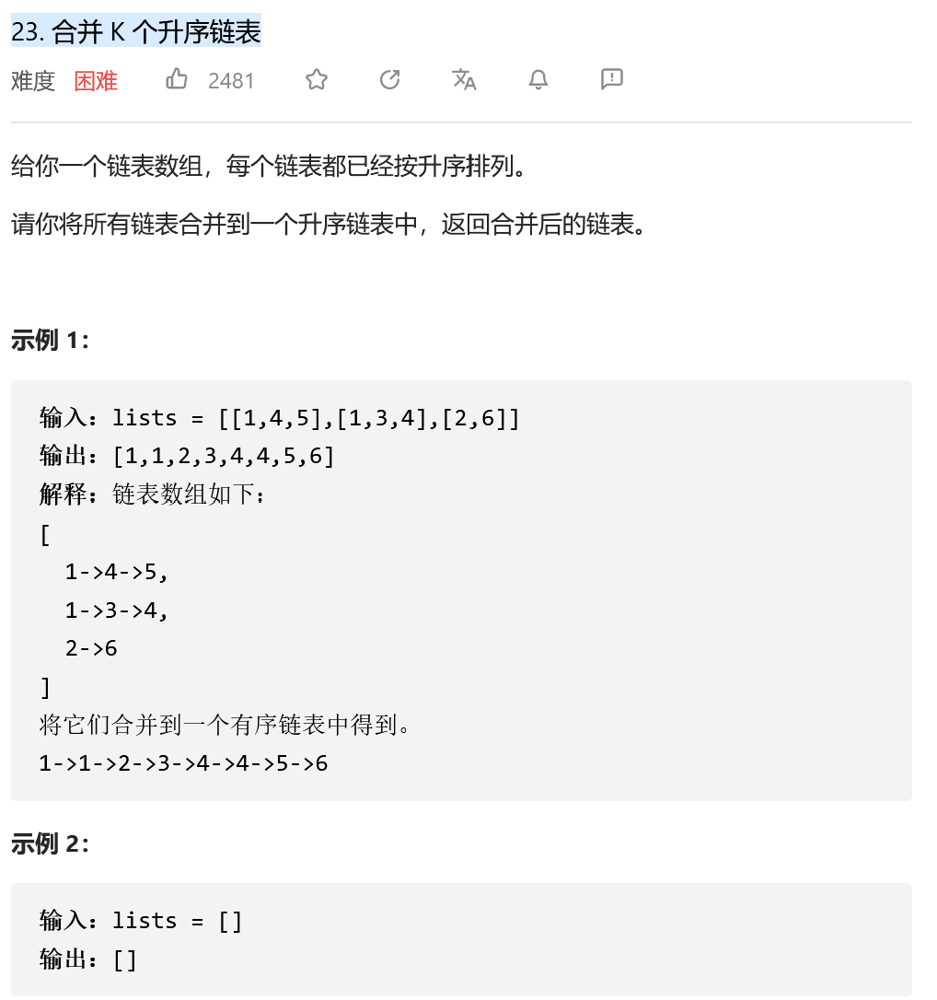 23. 合并 K 个升序链表
难度 困难 2481
给你一个链表数组，每个链表都已经按升序排列。
请你将所有链表合并到一个升序链表中，返回合并后的链表。
示例 1：
输入：lists = [[1,4,5],[1,3,4],[2,6]]
输出：[1,1,2,3,4,4,5,6]
解释：链表数组如下：
[
  1->4->5,
  1->3->4,
  2->6
]
将它们合并到一个有序链表中得到。
1->1->2->3->4->4->5->6
示例 2：
输入：lists = []
输出：[]